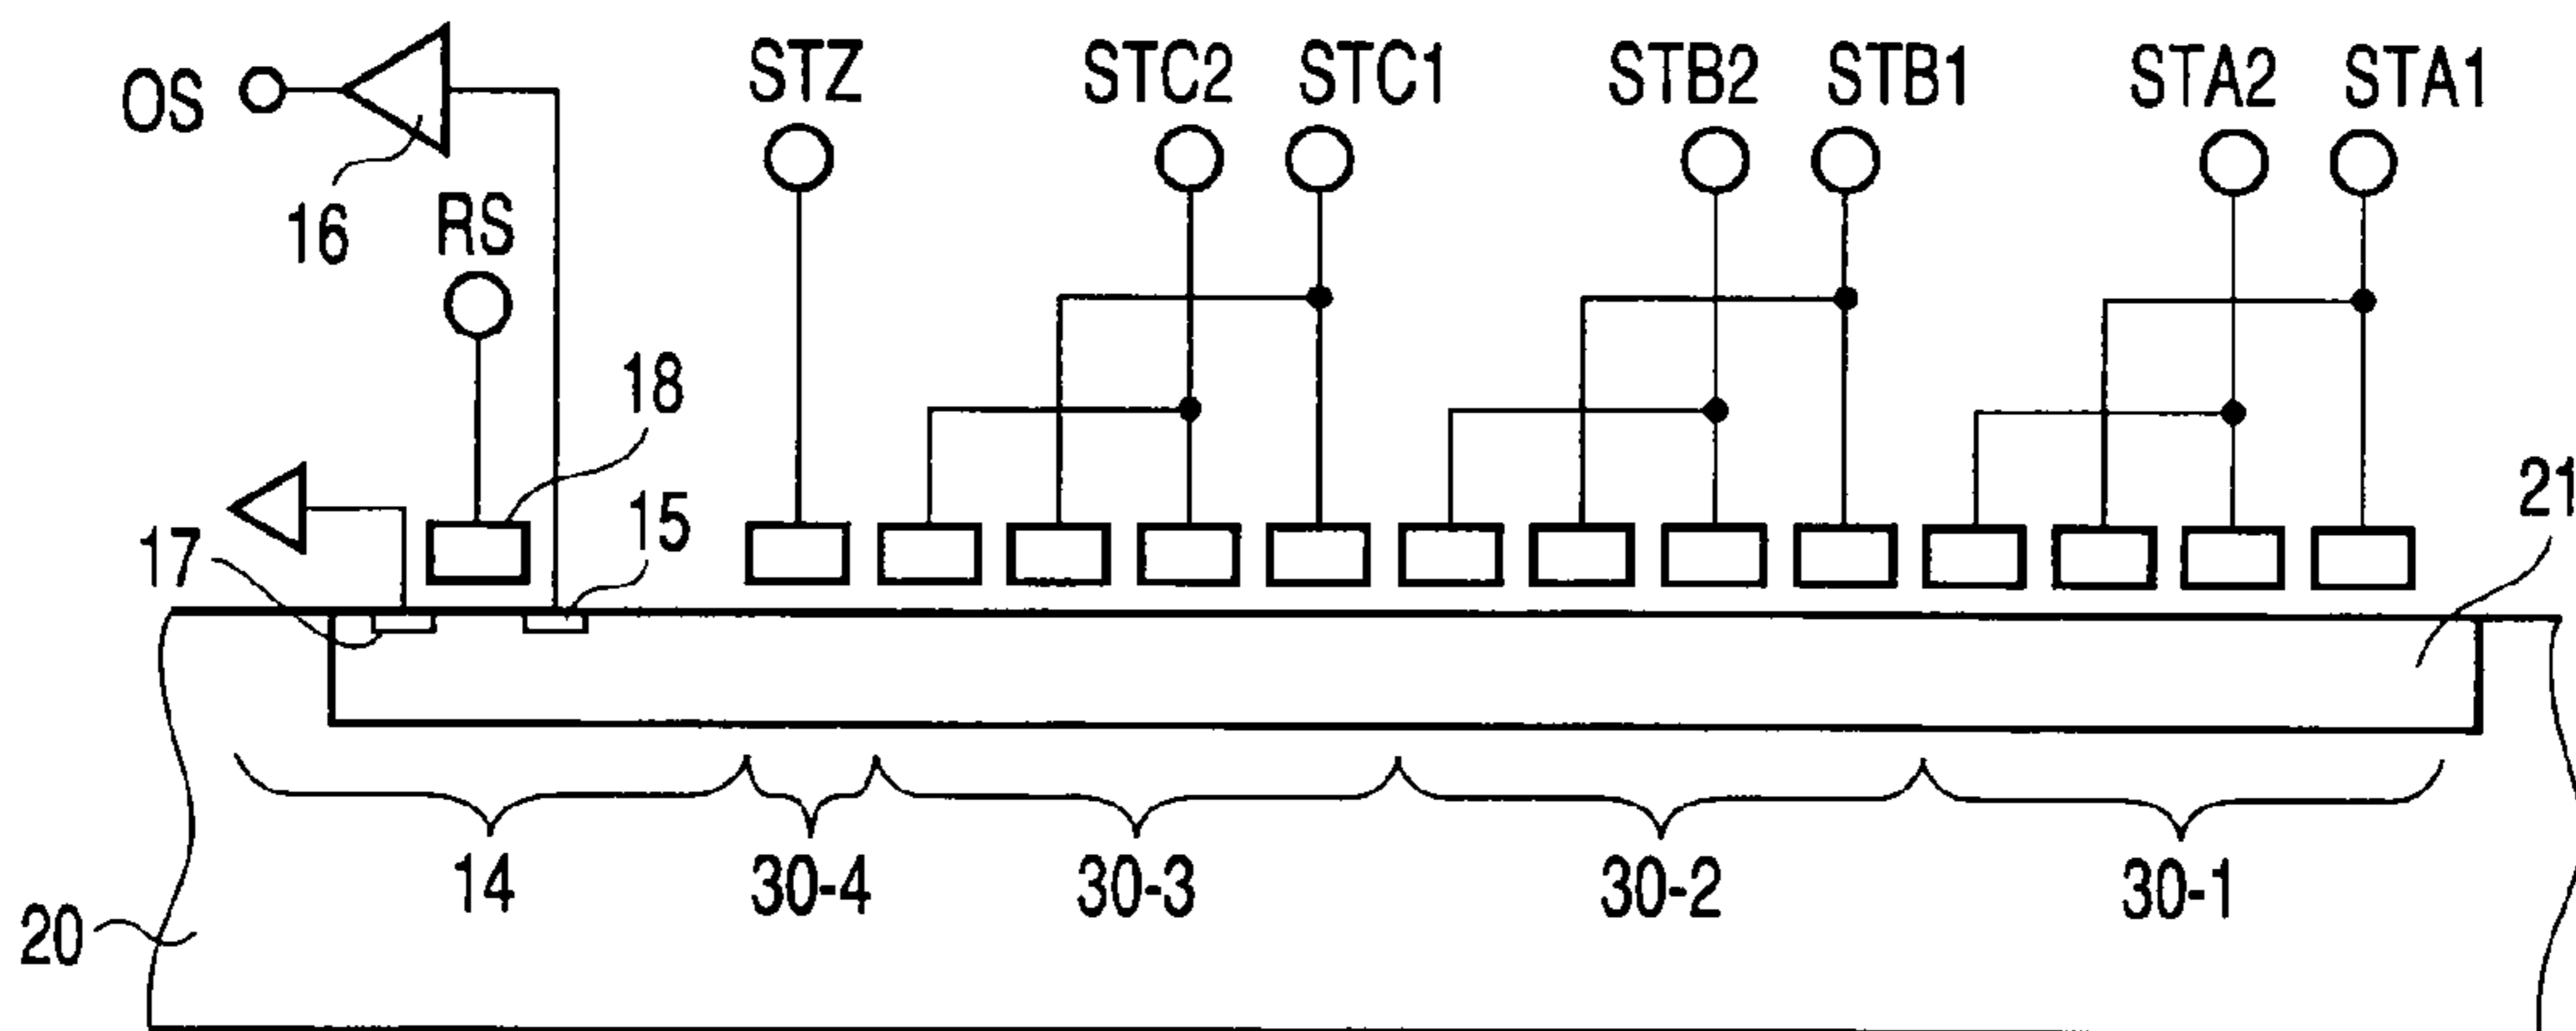 OS
STZ
STC2
STC1
STB2
STB1
STA2
STA1
16
RS
18
15
17
21
14
30-4
30-3
30-2
30-1
20